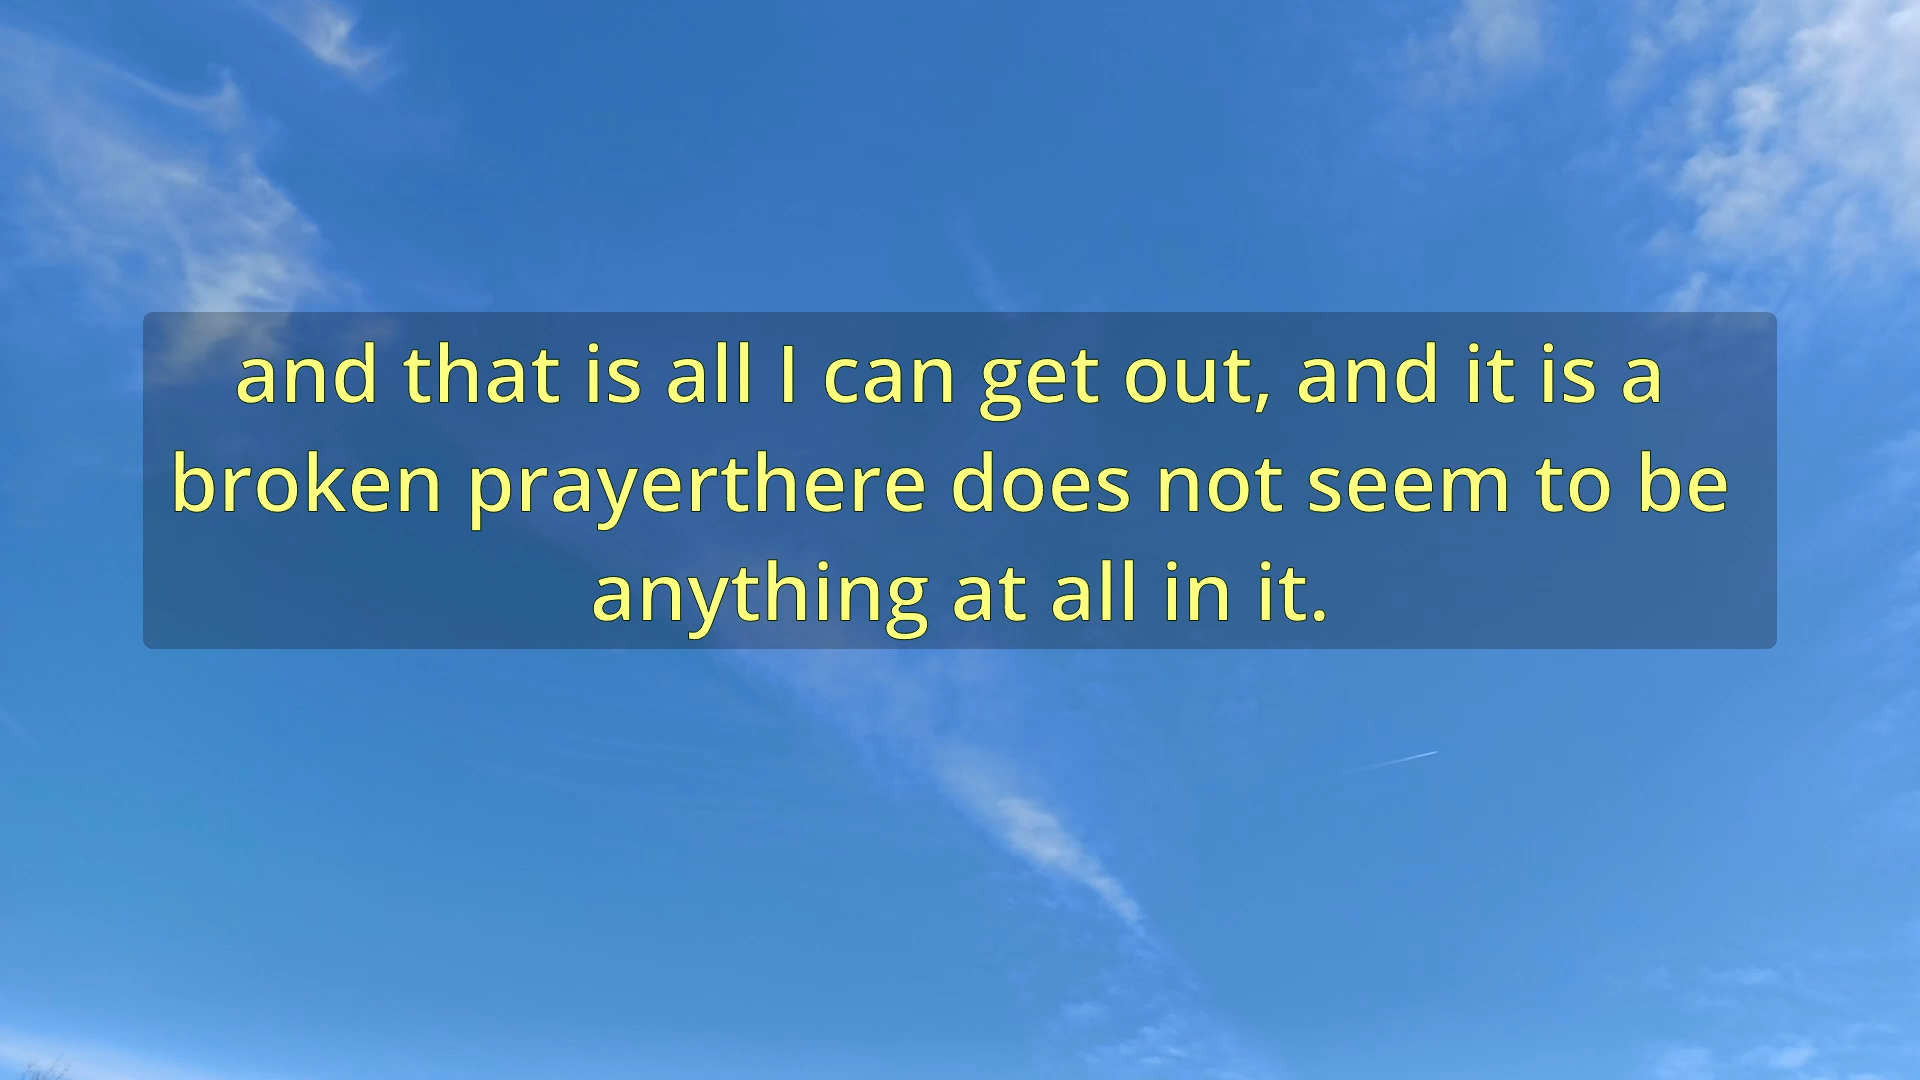 and that is all I can get out, and it is a
broken prayerthere does not seem to be
anything at all in it.